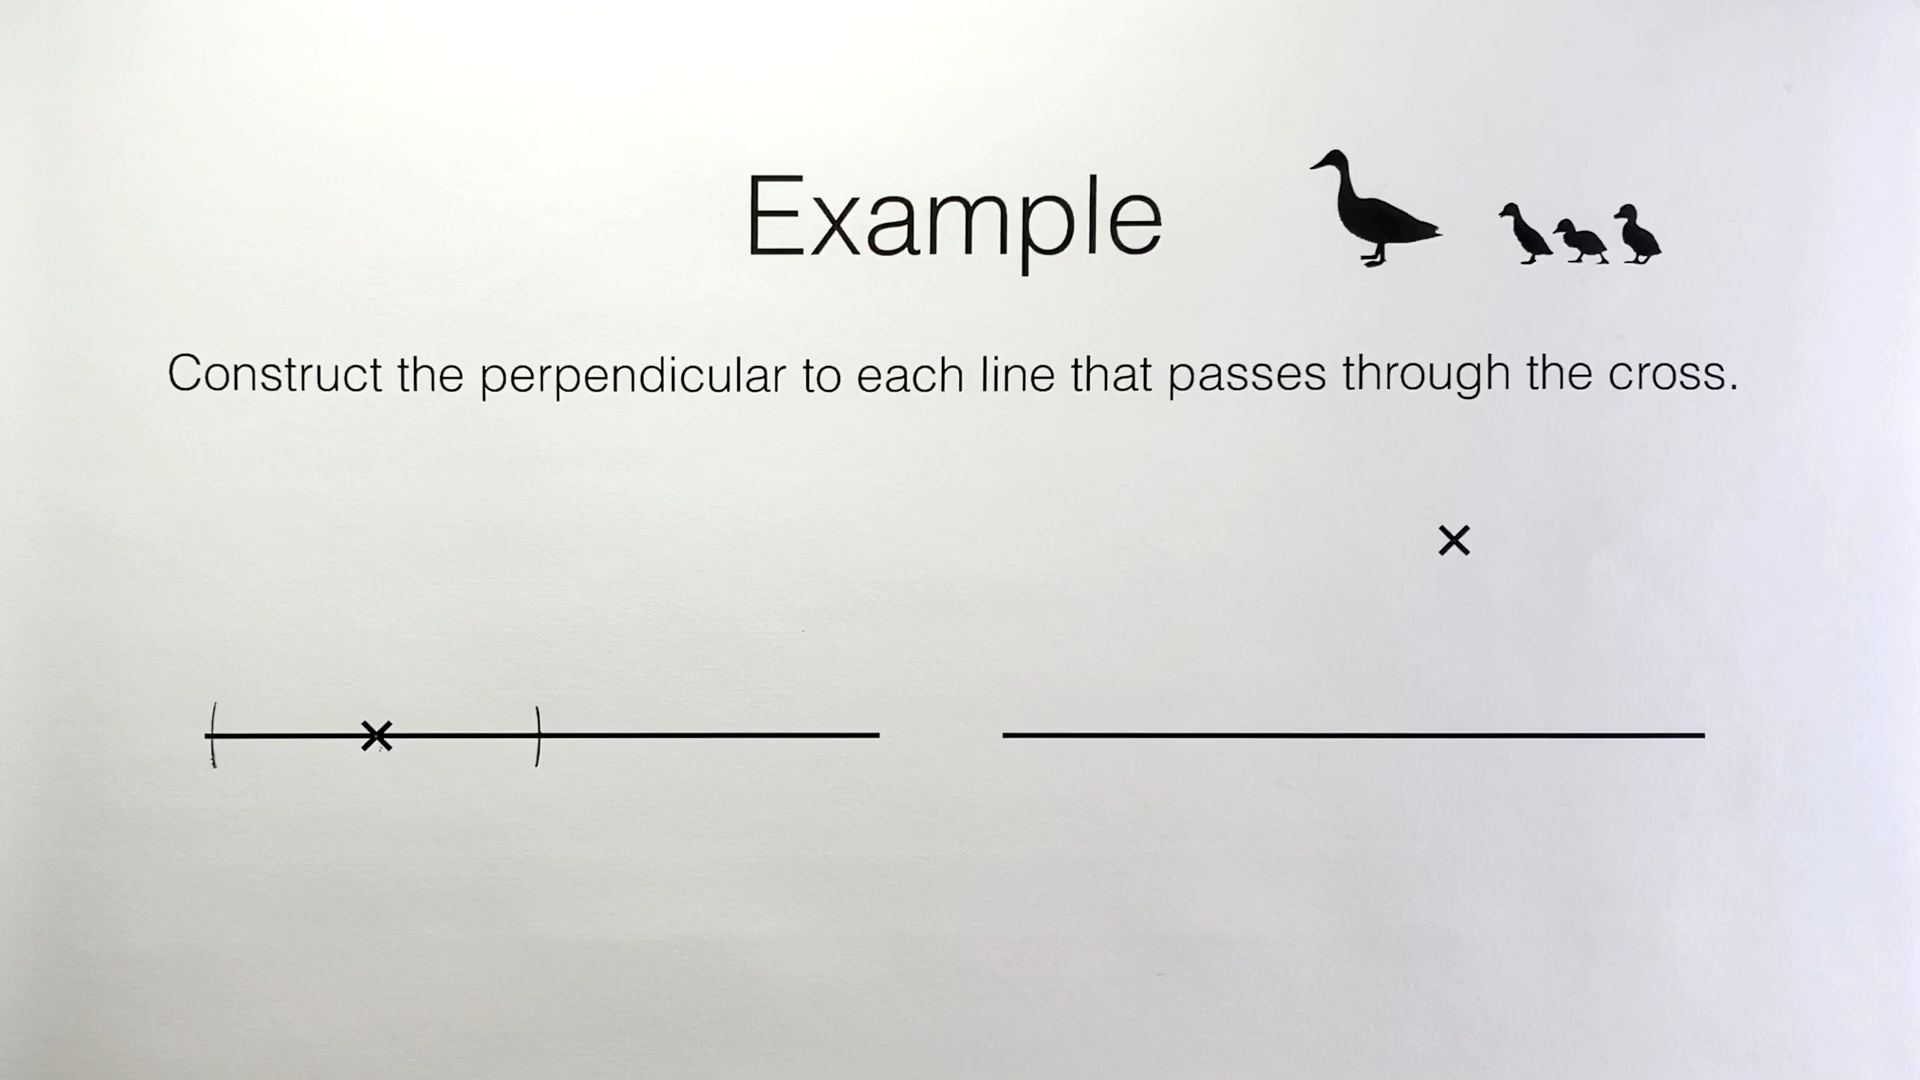 Example
Construct the perpendicular to each line that passes through the cross.